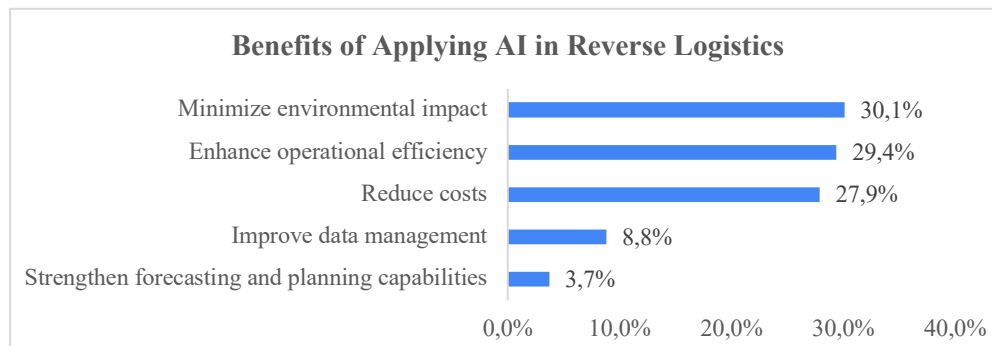 Benefits of Applying AI in Reverse Logistics
Minimize environmental impact 30,1%
Enhance operational efficiency 29,4%
Reduce costs 27,9%
Improve data management 8,8%
Strengthen forecasting and planning capabilities 3,7%
0,0% 10,0% 20,0% 30,0% 40,0%